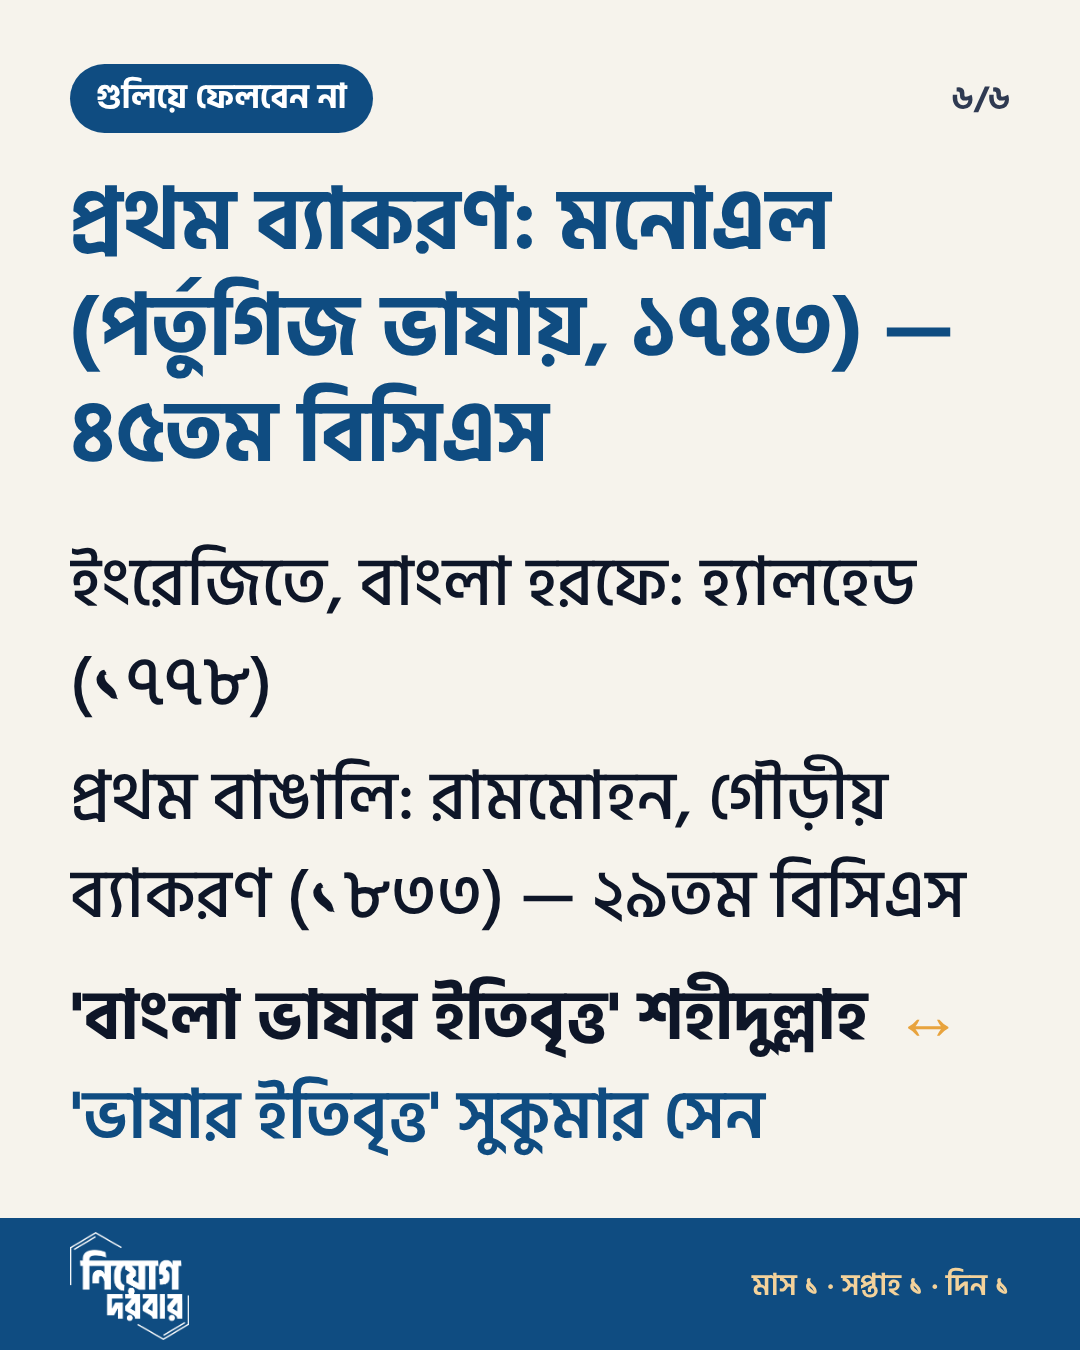 গুলিয়ে ফেলবেন না
৬/৬
প্রথম ব্যাকরণ: মনোএল
(পর্তুগিজ ভাষায়, ১৭৪৩) —
৪৫তম বিসিএস
ইংরেজিতে, বাংলা হরফে: হ্যালহেড
(১৭৭৮)
প্রথম বাঙালি: রামমোহন, গৌড়ীয়
ব্যাকরণ (১৮৩৩) — ২৯তম বিসিএস
'বাংলা ভাষার ইতিবৃত্ত' শহীদুল্লাহ ↔
'ভাষার ইতিবৃত্ত' সুকুমার সেন
নিয়োগ
দরবার
মাস ১ · সপ্তাহ ১ · দিন ১